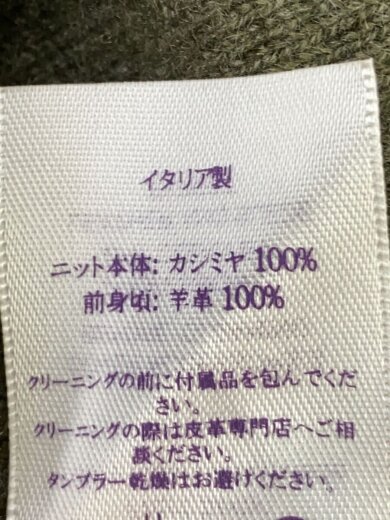 イタリア製
ニット本体: カシミヤ 100%
前身頃: 羊革 100%
クリーニングの前に付属品を包んでくだ
さい。
クリーニングの際は皮革専門店へご相
談ください。
タンブラー乾燥はお避けください。